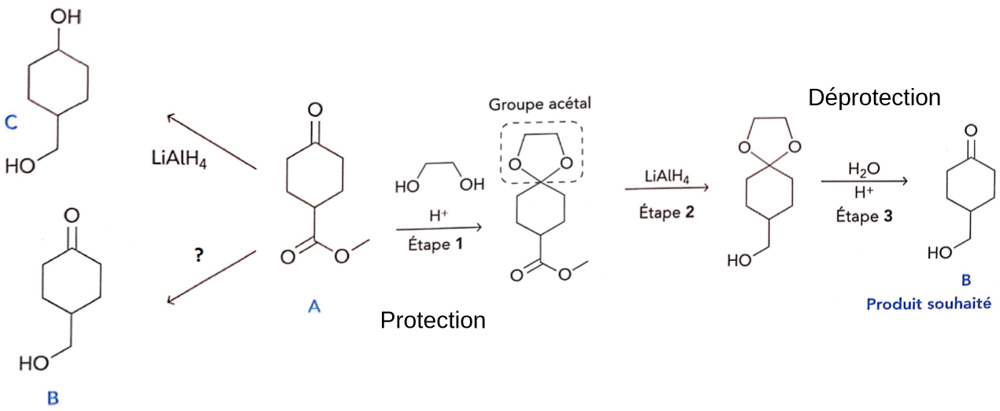 OH
C
HO
LiAlH₄
O
?
HO
B
O
O
O
A
HO
OH
H⁺
Étape 1
Protection
Groupe acétal
O
O
O
O
LiAlH₄
Étape 2
O
O
HO
Déprotection
H₂O
H⁺
Étape 3
O
HO
B
Produit souhaité